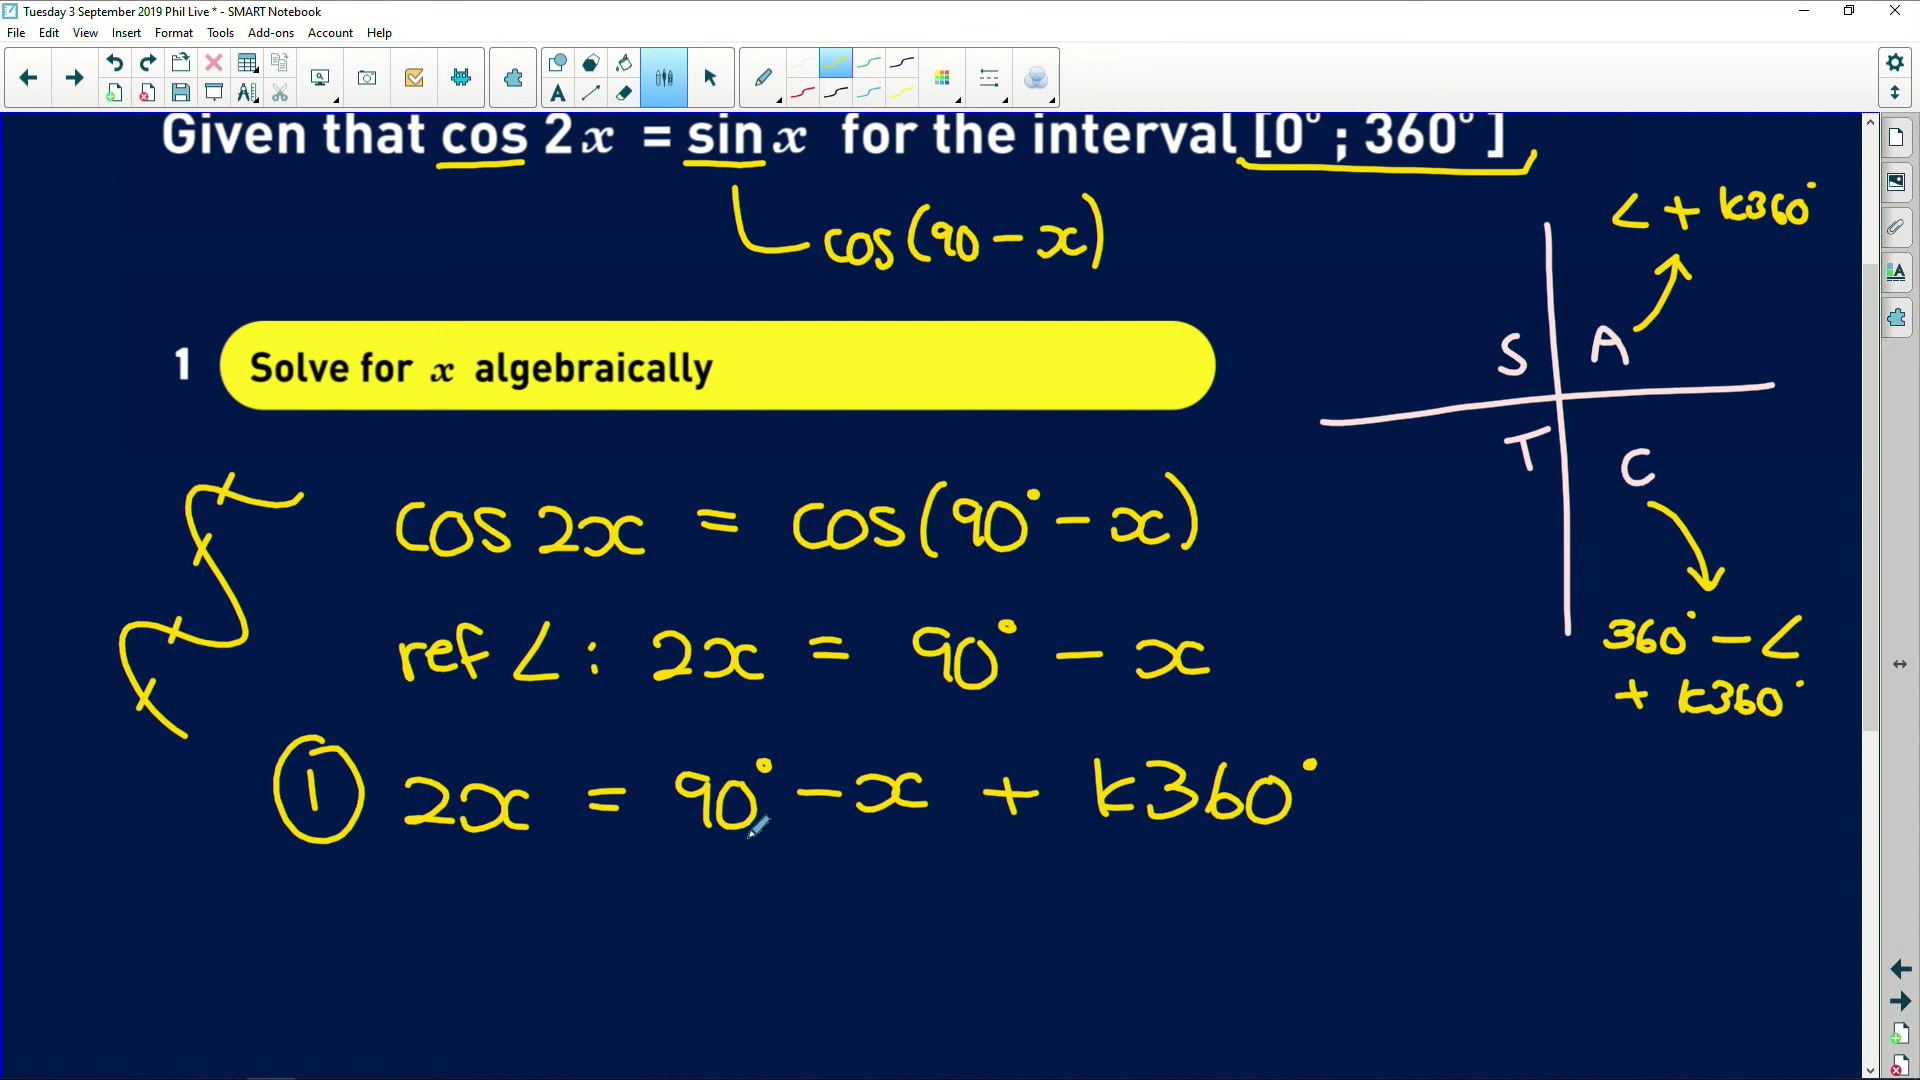 Tuesday 3 September 2019 Phil Live * - SMART Notebook
File Edit View Insert Format Tools Add-ons Account Help
Given that cos 2x = sin x for the interval [0° ; 360°]
cos(90 - x)
∠ + k360°
S A
T C
360° - ∠
+ k360°
1 Solve for x algebraically
cos 2x = cos(90° - x)
ref ∠ : 2x = 90° - x
① 2x = 90° - x + k360°